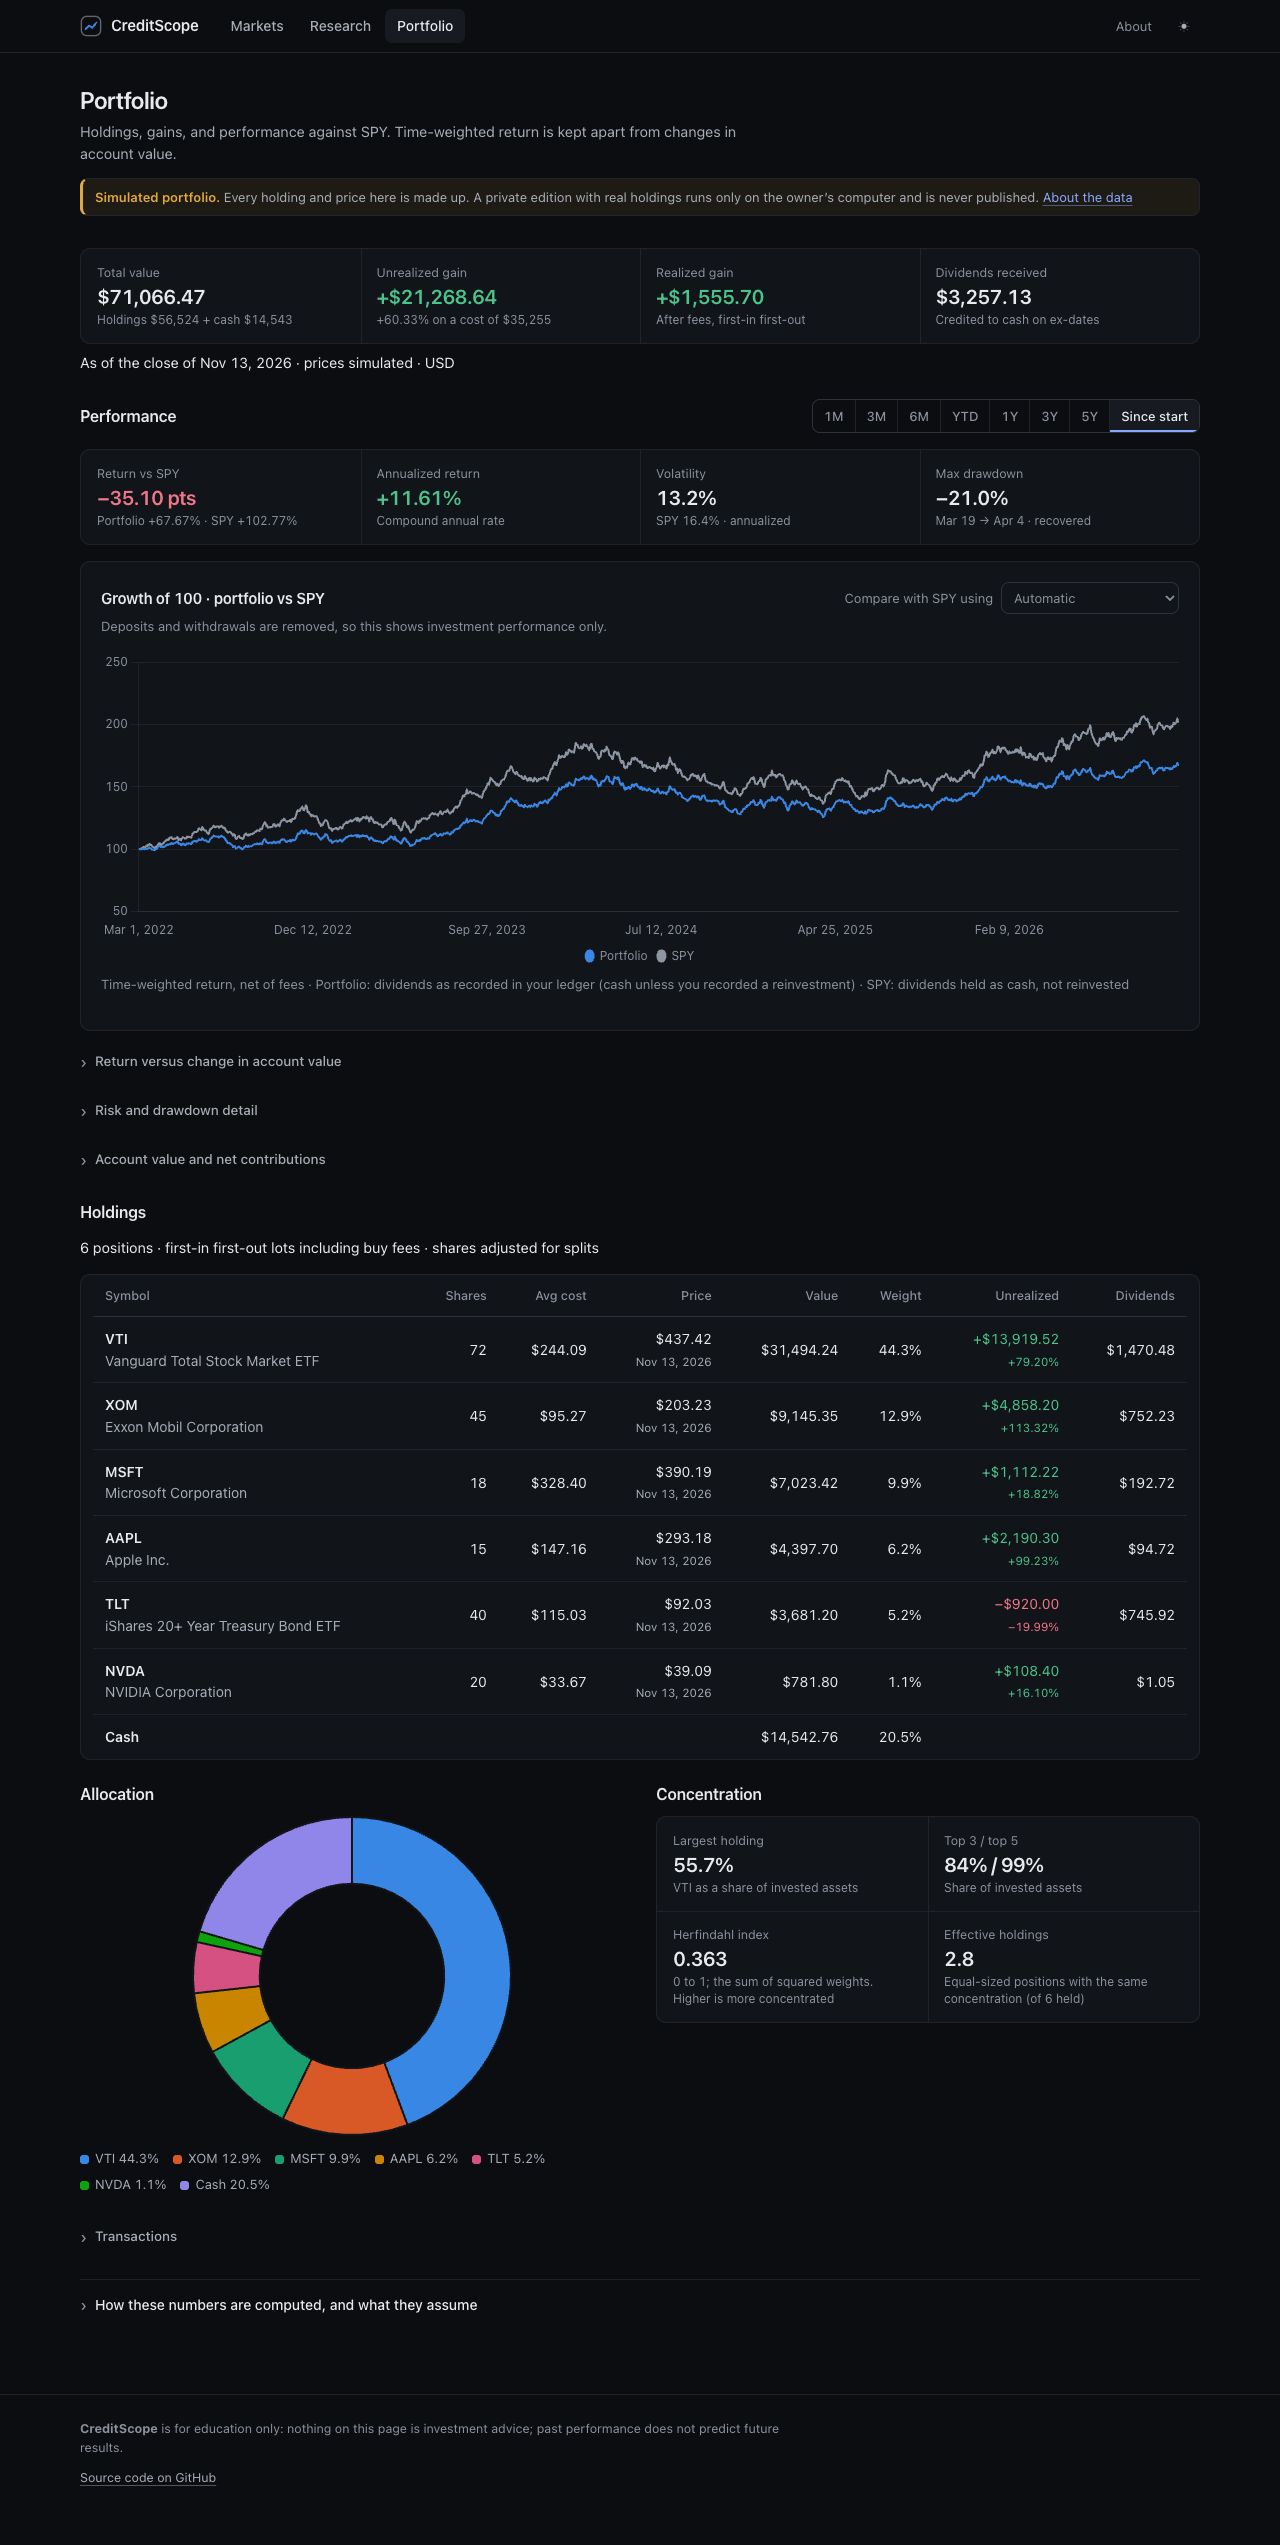 CreditScope Markets Research Portfolio About
Portfolio
Holdings, gains, and performance against SPY. Time-weighted return is kept apart from changes in
account value.
Simulated portfolio. Every holding and price here is made up. A private edition with real holdings runs only on the owner's computer and is never published. About the data
Total value Unrealized gain Realized gain Dividends received
$71,066.47 +$21,268.64 +$1,555.70 $3,257.13
Holdings $56,524 + cash $14,543 +60.33% on a cost of $35,255 After fees, first-in first-out Credited to cash on ex-dates
As of the close of Nov 13, 2026 · prices simulated · USD
Performance 1M 3M 6M YTD 1Y 3Y 5Y Since start
Return vs SPY Annualized return Volatility Max drawdown
−35.10 pts +11.61% 13.2% −21.0%
Portfolio +67.67% · SPY +102.77% Compound annual rate SPY 16.4% · annualized Mar 19 → Apr 4 · recovered
Growth of 100 · portfolio vs SPY Compare with SPY using Automatic
Deposits and withdrawals are removed, so this shows investment performance only.
250
200
150
100
50
Mar 1, 2022 Dec 12, 2022 Sep 27, 2023 Jul 12, 2024 Apr 25, 2025 Feb 9, 2026
Portfolio SPY
Time-weighted return, net of fees · Portfolio: dividends as recorded in your ledger (cash unless you recorded a reinvestment) · SPY: dividends held as cash, not reinvested
› Return versus change in account value
› Risk and drawdown detail
› Account value and net contributions
Holdings
6 positions · first-in first-out lots including buy fees · shares adjusted for splits
Symbol Shares Avg cost Price Value Weight Unrealized Dividends
VTI $437.42 +$13,919.52
72 $244.09 $31,494.24 44.3% $1,470.48
Vanguard Total Stock Market ETF Nov 13, 2026 +79.20%
XOM $203.23 +$4,858.20
45 $95.27 $9,145.35 12.9% $752.23
Exxon Mobil Corporation Nov 13, 2026 +113.32%
MSFT $390.19 +$1,112.22
18 $328.40 $7,023.42 9.9% $192.72
Microsoft Corporation Nov 13, 2026 +18.82%
AAPL $293.18 +$2,190.30
15 $147.16 $4,397.70 6.2% $94.72
Apple Inc. Nov 13, 2026 +99.23%
TLT $92.03 −$920.00
40 $115.03 $3,681.20 5.2% $745.92
iShares 20+ Year Treasury Bond ETF Nov 13, 2026 −19.99%
NVDA $39.09 +$108.40
20 $33.67 $781.80 1.1% $1.05
NVIDIA Corporation Nov 13, 2026 +16.10%
Cash $14,542.76 20.5%
Allocation
VTI 44.3% XOM 12.9% MSFT 9.9% AAPL 6.2% TLT 5.2%
NVDA 1.1% Cash 20.5%
Concentration
Largest holding Top 3 / top 5
55.7% 84% / 99%
VTI as a share of invested assets Share of invested assets
Herfindahl index Effective holdings
0.363 2.8
0 to 1; the sum of squared weights. Equal-sized positions with the same
Higher is more concentrated concentration (of 6 held)
› Transactions
› How these numbers are computed, and what they assume
CreditScope is for education only: nothing on this page is investment advice; past performance does not predict future
results.
Source code on GitHub